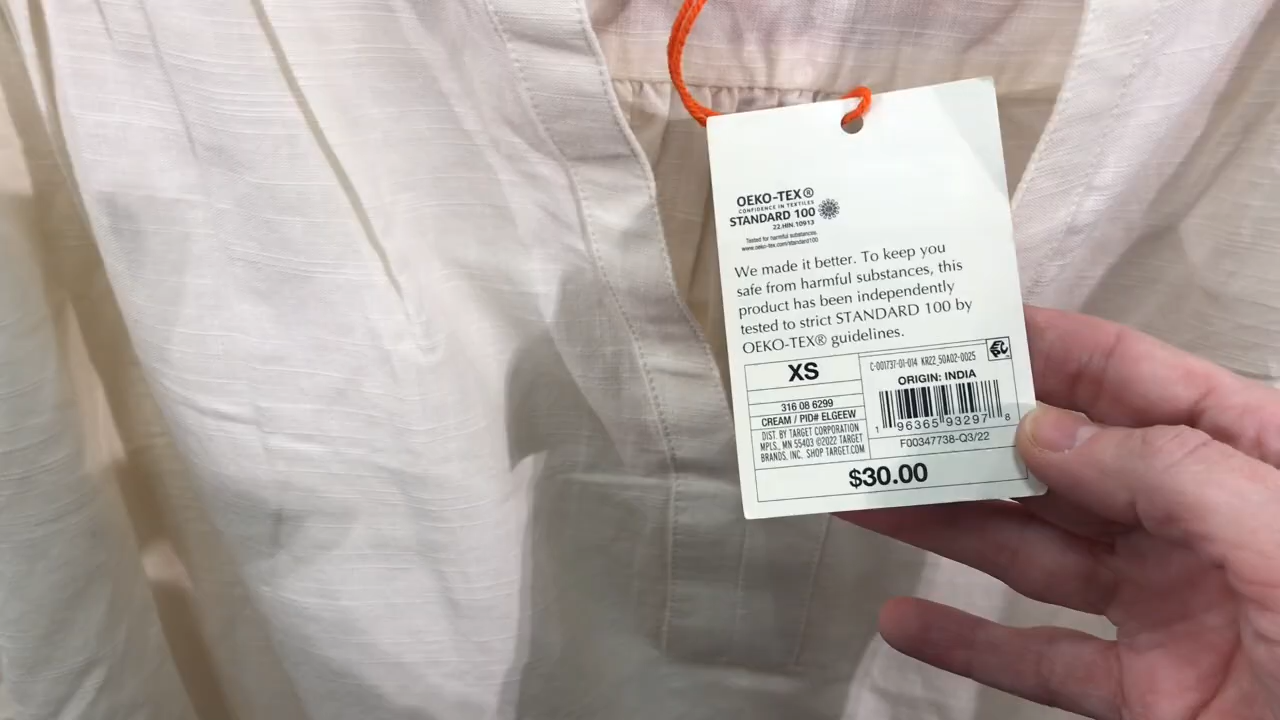 OEKO-TEX®
CONFIDENCE IN TEXTILES
STANDARD 100
22.HIN.10913
Tested for harmful substances.
www.oeko-tex.com/standard100
We made it better. To keep you
safe from harmful substances, this
product has been independently
tested to strict STANDARD 100 by
OEKO-TEX® guidelines.
XS
316 08 6299
CREAM / PID# ELGEEW
DIST. BY TARGET CORPORATION
MPLS., MN 55403 ©2022 TARGET
BRANDS, INC. SHOP TARGET.COM
C-001737-01-014 KR22_50A02-0025
ORIGIN: INDIA
1 96365 93297 6
F00347738-Q3/22
$30.00